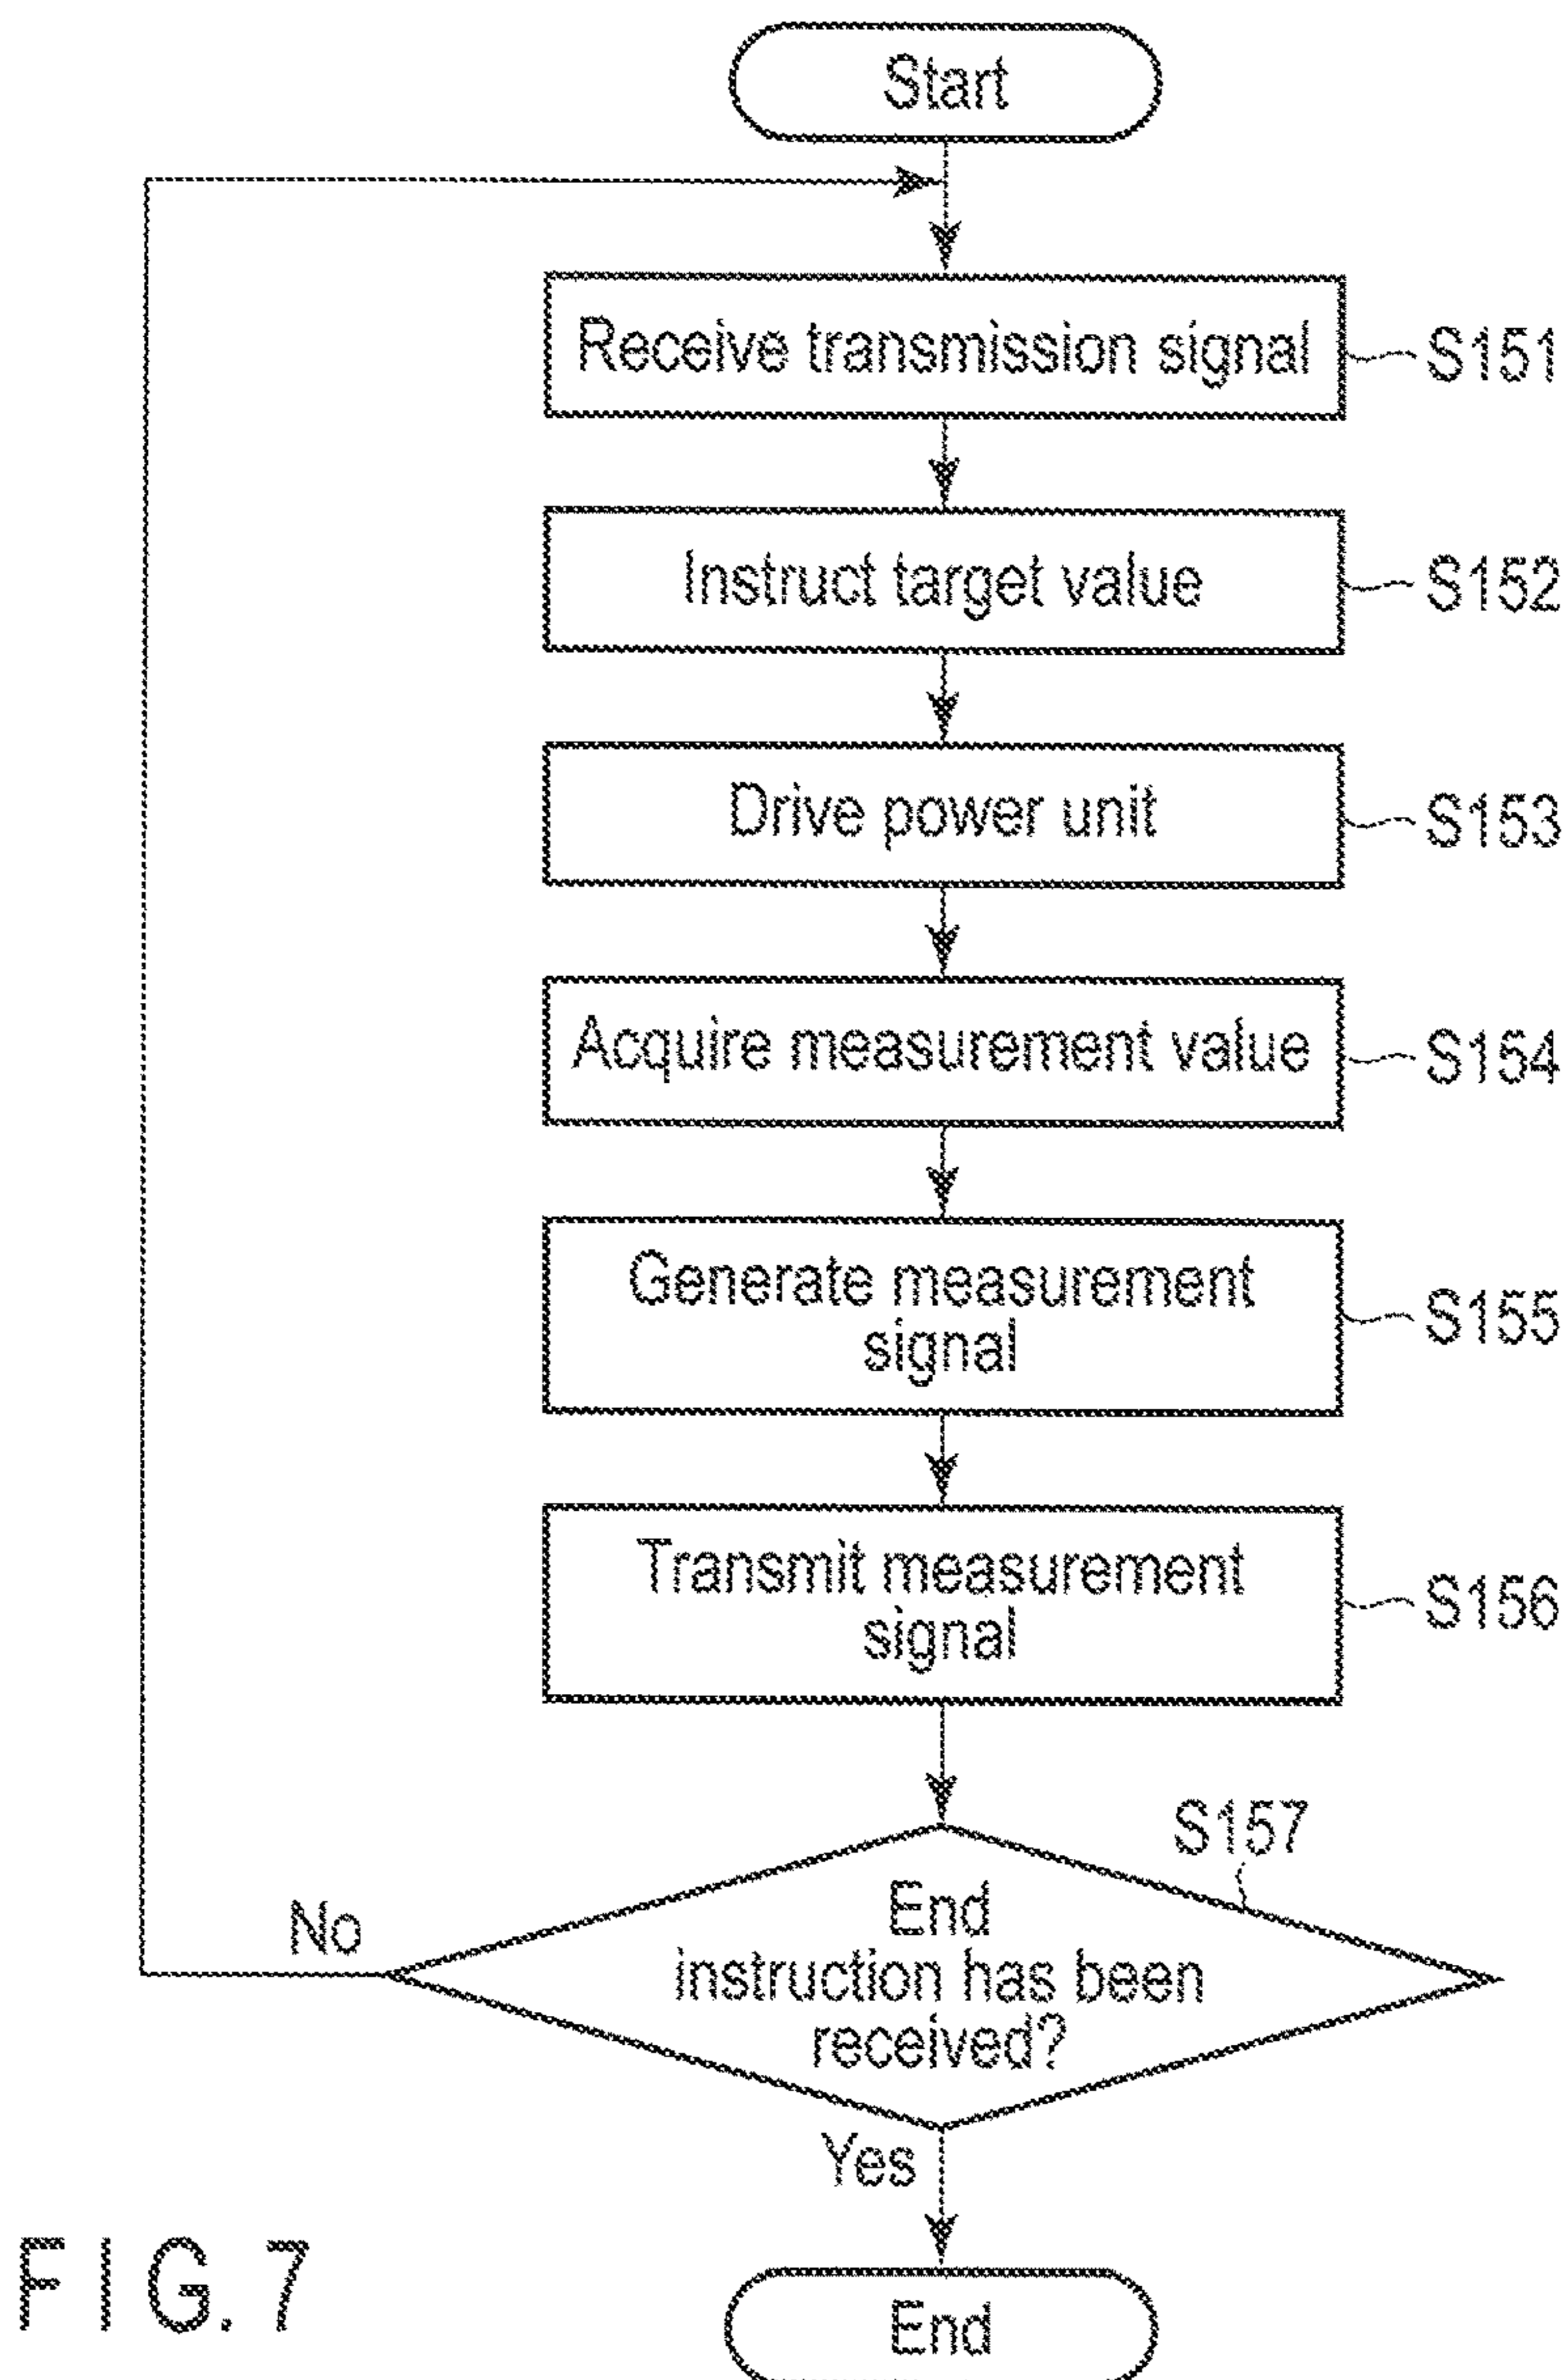 Start
Receive transmission signal
S151
Instruct target value
S152
Drive power unit
S153
Acquire measurement value
S154
Generate measurement
signal
S155
Transmit measurement
signal
S156
S157
End
instruction has been
received?
No
Yes
End
FIG. 7